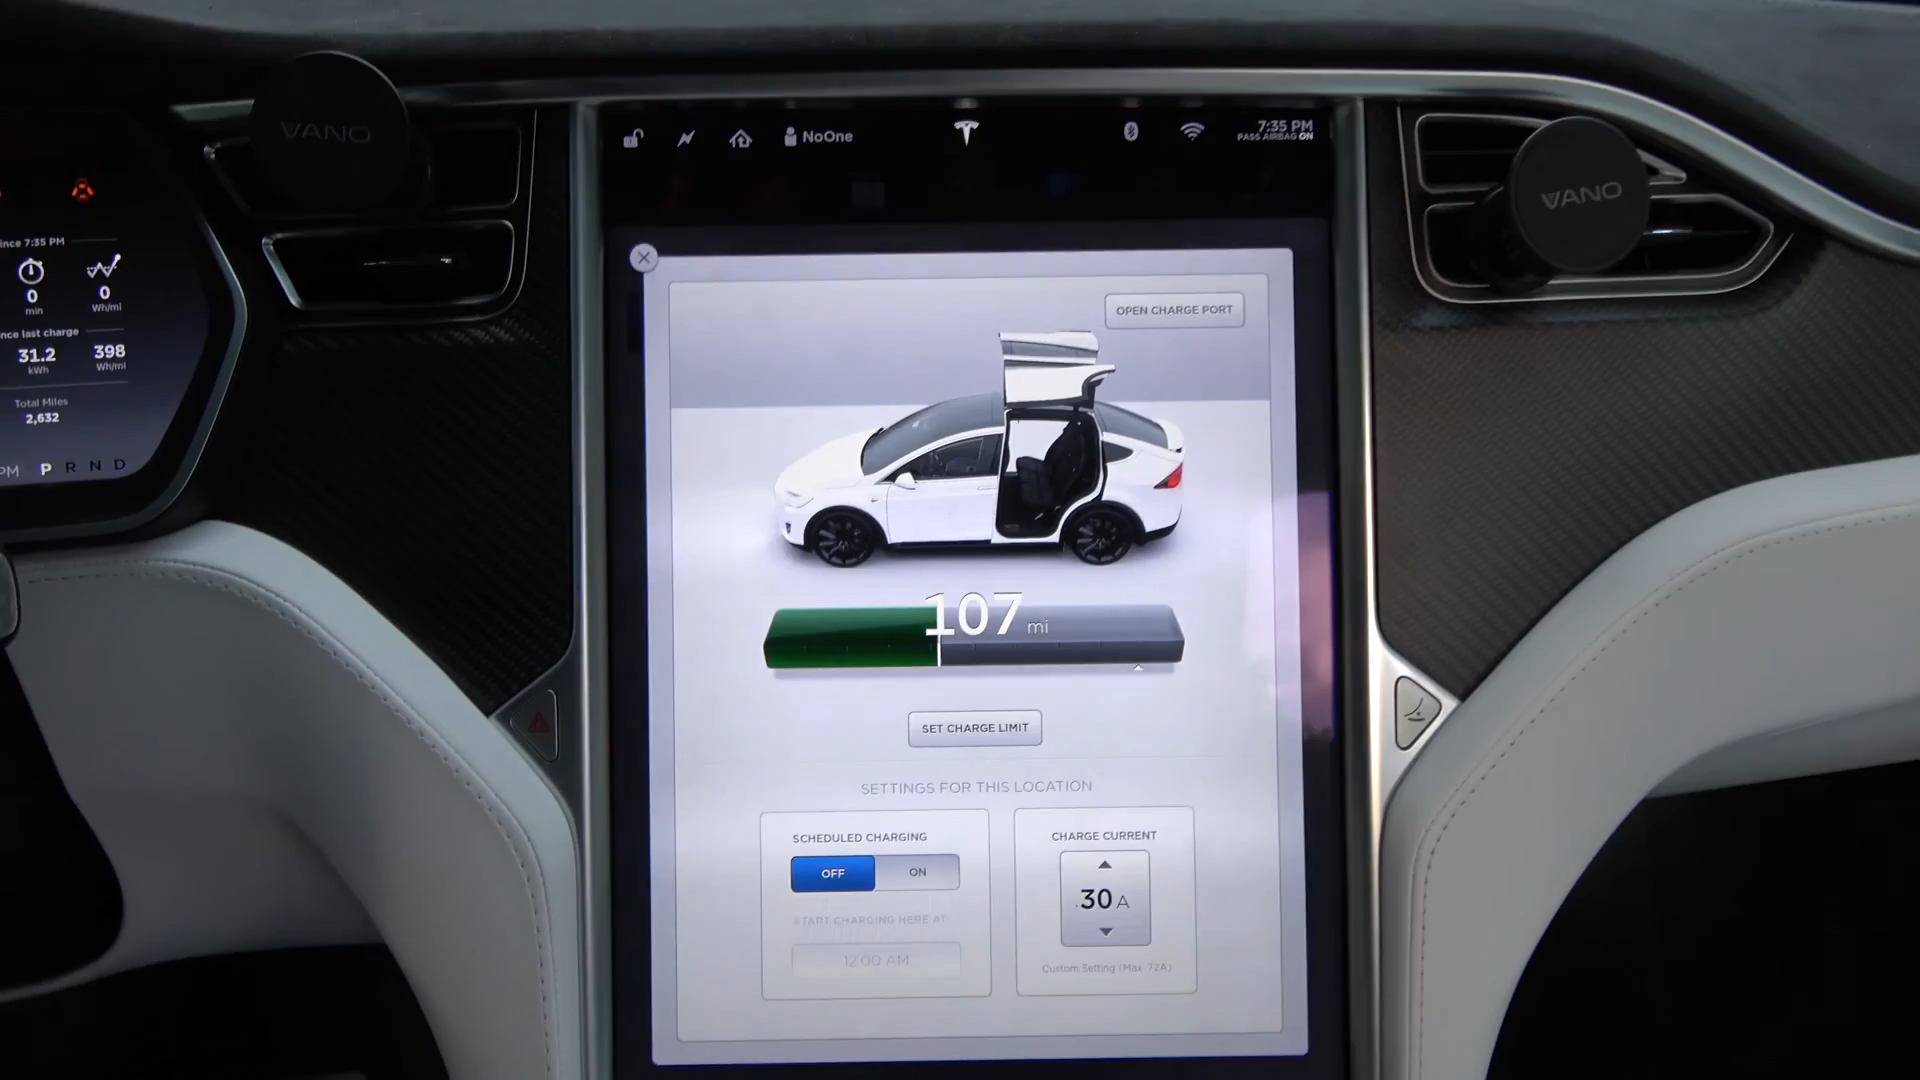 VANO
ince 7:35 PM
0
min
0
Wh/mi
nce last charge
31.2
kWh
398
Wh/mi
Total Miles
2,632
PM P R N D
NoOne
7:35 PM
PASS AIRBAG ON
VANO
OPEN CHARGE PORT
107 mi
SET CHARGE LIMIT
SETTINGS FOR THIS LOCATION
SCHEDULED CHARGING
OFF ON
START CHARGING HERE AT
12:00 AM
CHARGE CURRENT
30 A
Custom Setting (Max 72A)